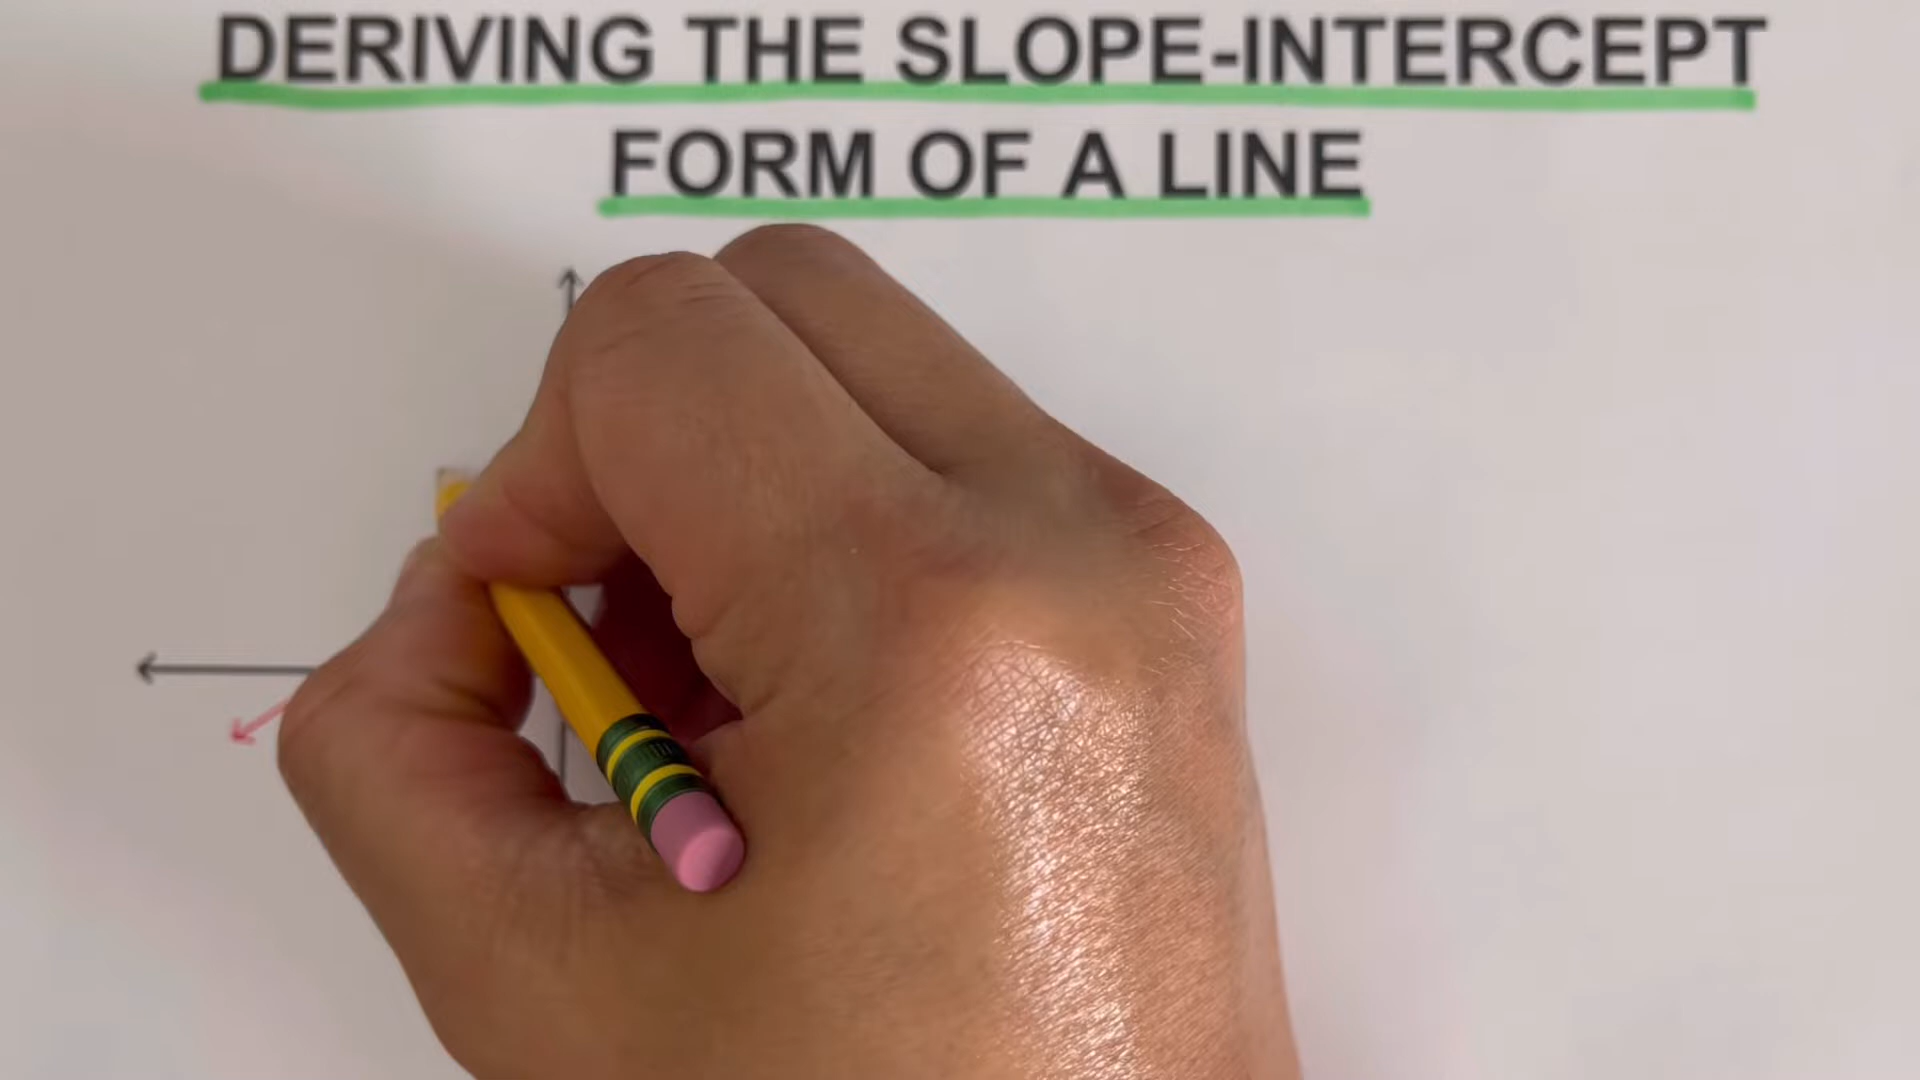 DERIVING THE SLOPE-INTERCEPT
FORM OF A LINE